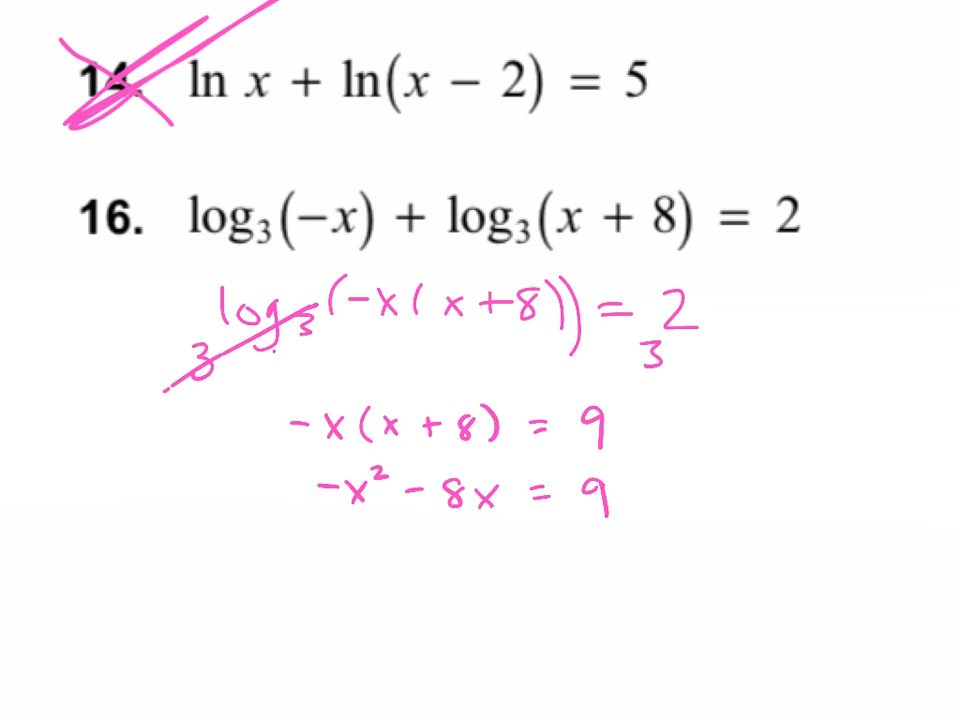 14. ln x + ln(x − 2) = 5
16. log₃(−x) + log₃(x + 8) = 2
log₃(-x(x+8)) = 2
3 3
-x(x + 8) = 9
-x² - 8x = 9